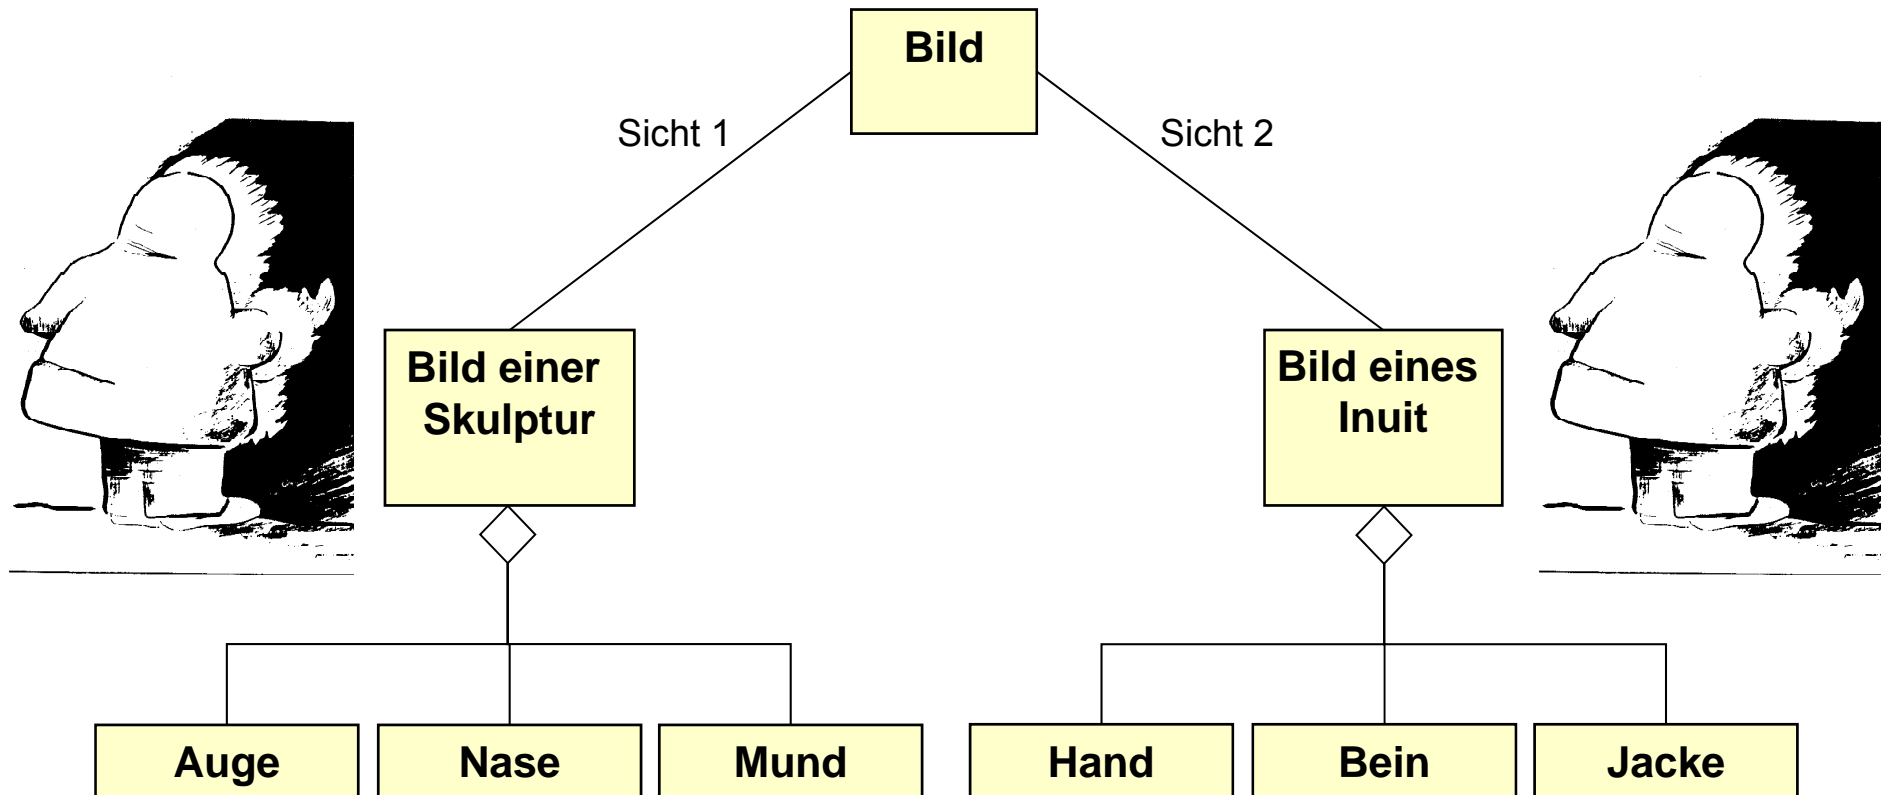 Bild
Sicht 1
Sicht 2
Bild einer
Skulptur
Bild eines
Inuit
Auge
Nase
Mund
Hand
Bein
Jacke